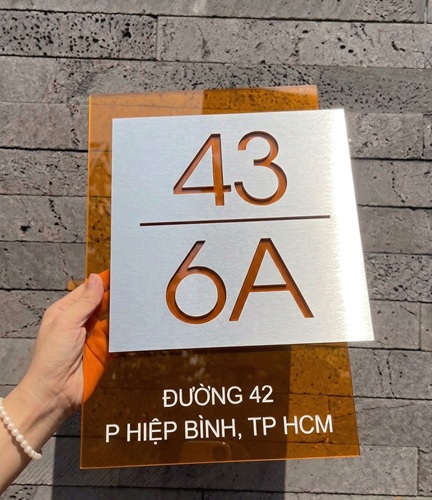 43
6A
ĐƯỜNG 42
P HIỆP BÌNH, TP HCM